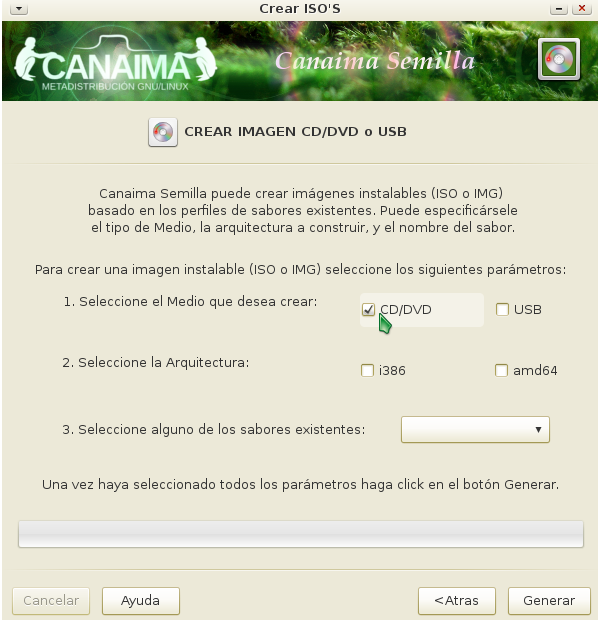 Crear ISO'S
CANAIMA
METADISTRIBUCIÓN GNU/LINUX
Canaima Semilla
CREAR IMAGEN CD/DVD o USB
Canaima Semilla puede crear imágenes instalables (ISO o IMG)
basado en los perfiles de sabores existentes. Puede especificársele
el tipo de Medio, la arquitectura a construir, y el nombre del sabor.
Para crear una imagen instalable (ISO o IMG) seleccione los siguientes parámetros:
1. Seleccione el Medio que desea crear: CD/DVD USB
2. Seleccione la Arquitectura: i386 amd64
3. Seleccione alguno de los sabores existentes:
Una vez haya seleccionado todos los parámetros haga click en el botón Generar.
Cancelar Ayuda <Atras Generar